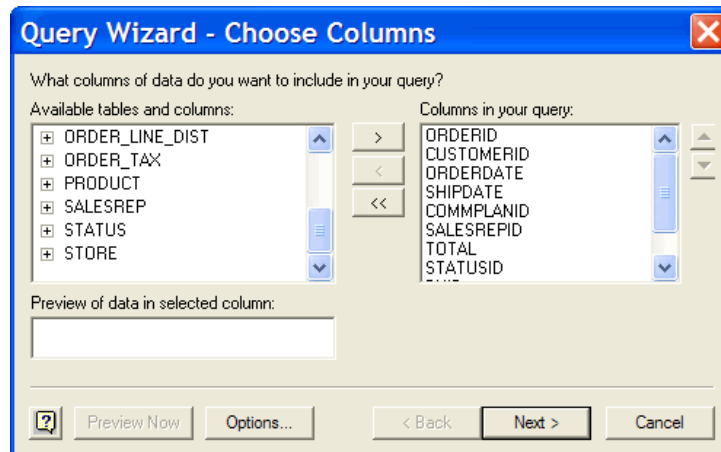 Query Wizard - Choose Columns
What columns of data do you want to include in your query?
Available tables and columns:
Columns in your query:
ORDER_LINE_DIST
ORDER_TAX
PRODUCT
SALESREP
STATUS
STORE
>
<
<<
ORDERID
CUSTOMERID
ORDERDATE
SHIPDATE
COMMPLANID
SALESREPID
TOTAL
STATUSID
Preview of data in selected column:
?
Preview Now
Options...
< Back
Next >
Cancel